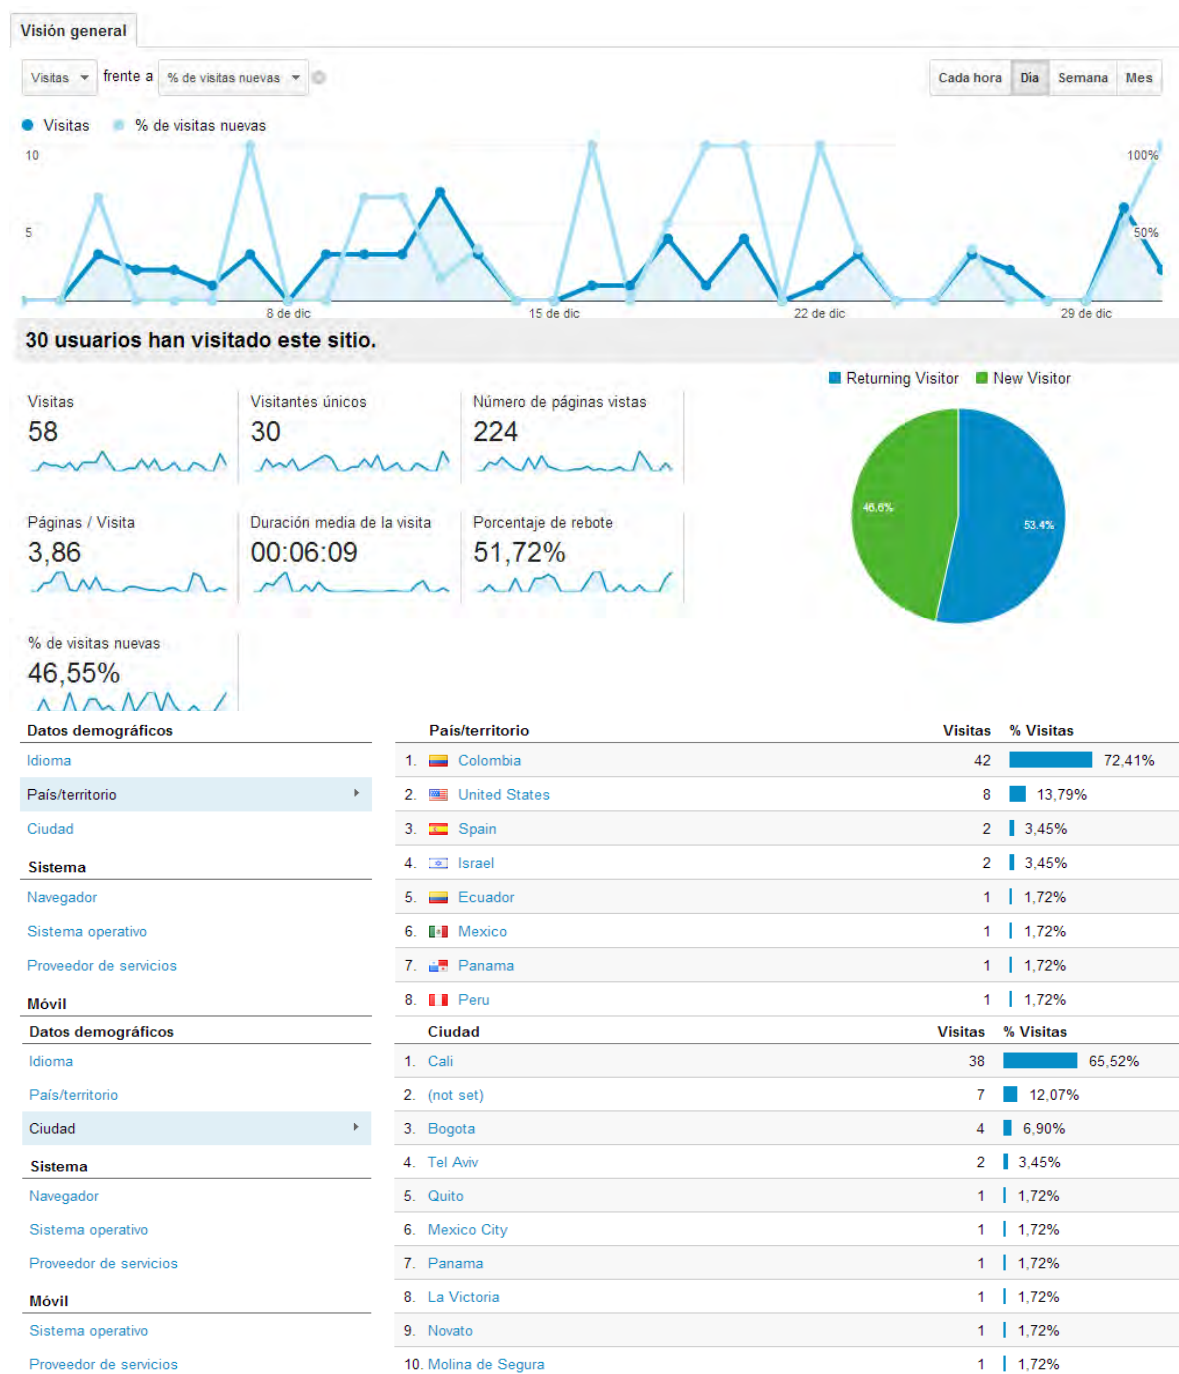 Visión general
Visitas frente a % de visitas nuevas
Cada hora Día Semana Mes
Visitas % de visitas nuevas
10 100%
5 50%
8 de dic 15 de dic 22 de dic 29 de dic
30 usuarios han visitado este sitio.
Returning Visitor New Visitor
Visitas Visitantes únicos Número de páginas vistas
58 30 224
46.6% 53.4%
Páginas / Visita Duración media de la visita Porcentaje de rebote
3,86 00:06:09 51,72%
% de visitas nuevas
46,55%
Datos demográficos País/territorio Visitas % Visitas
Idioma 1. Colombia 42 72,41%
País/territorio 2. United States 8 13,79%
Ciudad 3. Spain 2 3,45%
Sistema 4. Israel 2 3,45%
Navegador 5. Ecuador 1 1,72%
Sistema operativo 6. Mexico 1 1,72%
Proveedor de servicios 7. Panama 1 1,72%
Móvil 8. Peru 1 1,72%
Datos demográficos Ciudad Visitas % Visitas
Idioma 1. Cali 38 65,52%
País/territorio 2. (not set) 7 12,07%
Ciudad 3. Bogota 4 6,90%
Sistema 4. Tel Aviv 2 3,45%
Navegador 5. Quito 1 1,72%
Sistema operativo 6. Mexico City 1 1,72%
Proveedor de servicios 7. Panama 1 1,72%
Móvil 8. La Victoria 1 1,72%
Sistema operativo 9. Novato 1 1,72%
Proveedor de servicios 10. Molina de Segura 1 1,72%